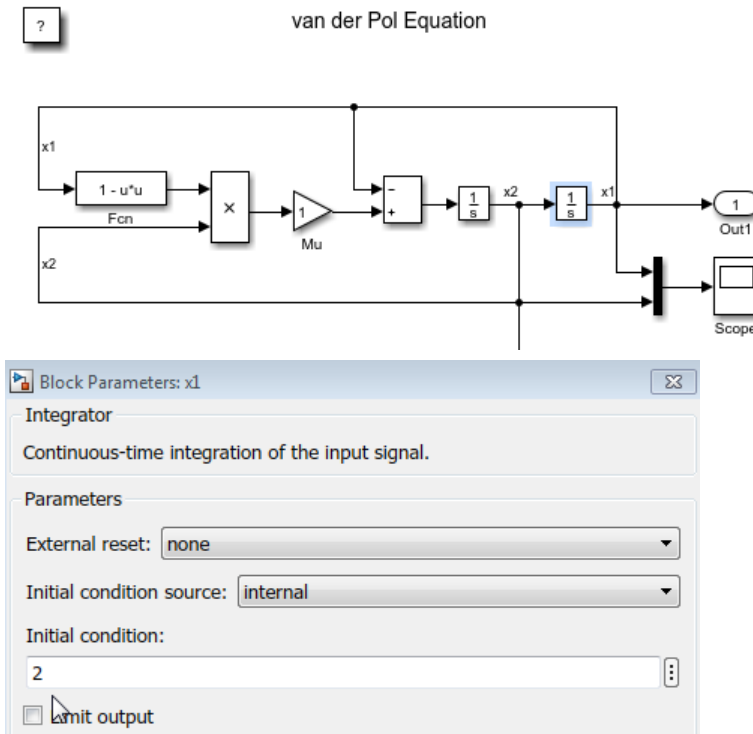 ?
van der Pol Equation
x1
1 - u*u
Fcn
×
1
Mu
−
+
1
s
x2
1
s
x1
1
Out1
x2
Scope
Block Parameters: x1
Integrator
Continuous-time integration of the input signal.
Parameters
External reset: none
Initial condition source: internal
Initial condition:
2
Limit output